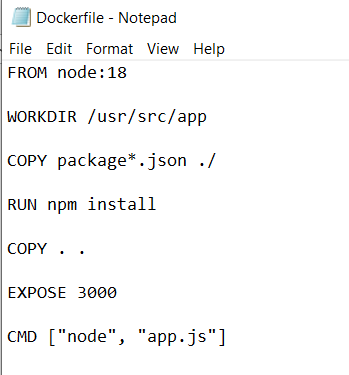 Dockerfile - Notepad
File Edit Format View Help
FROM node:18
WORKDIR /usr/src/app
COPY package*.json ./
RUN npm install
COPY . .
EXPOSE 3000
CMD ["node", "app.js"]